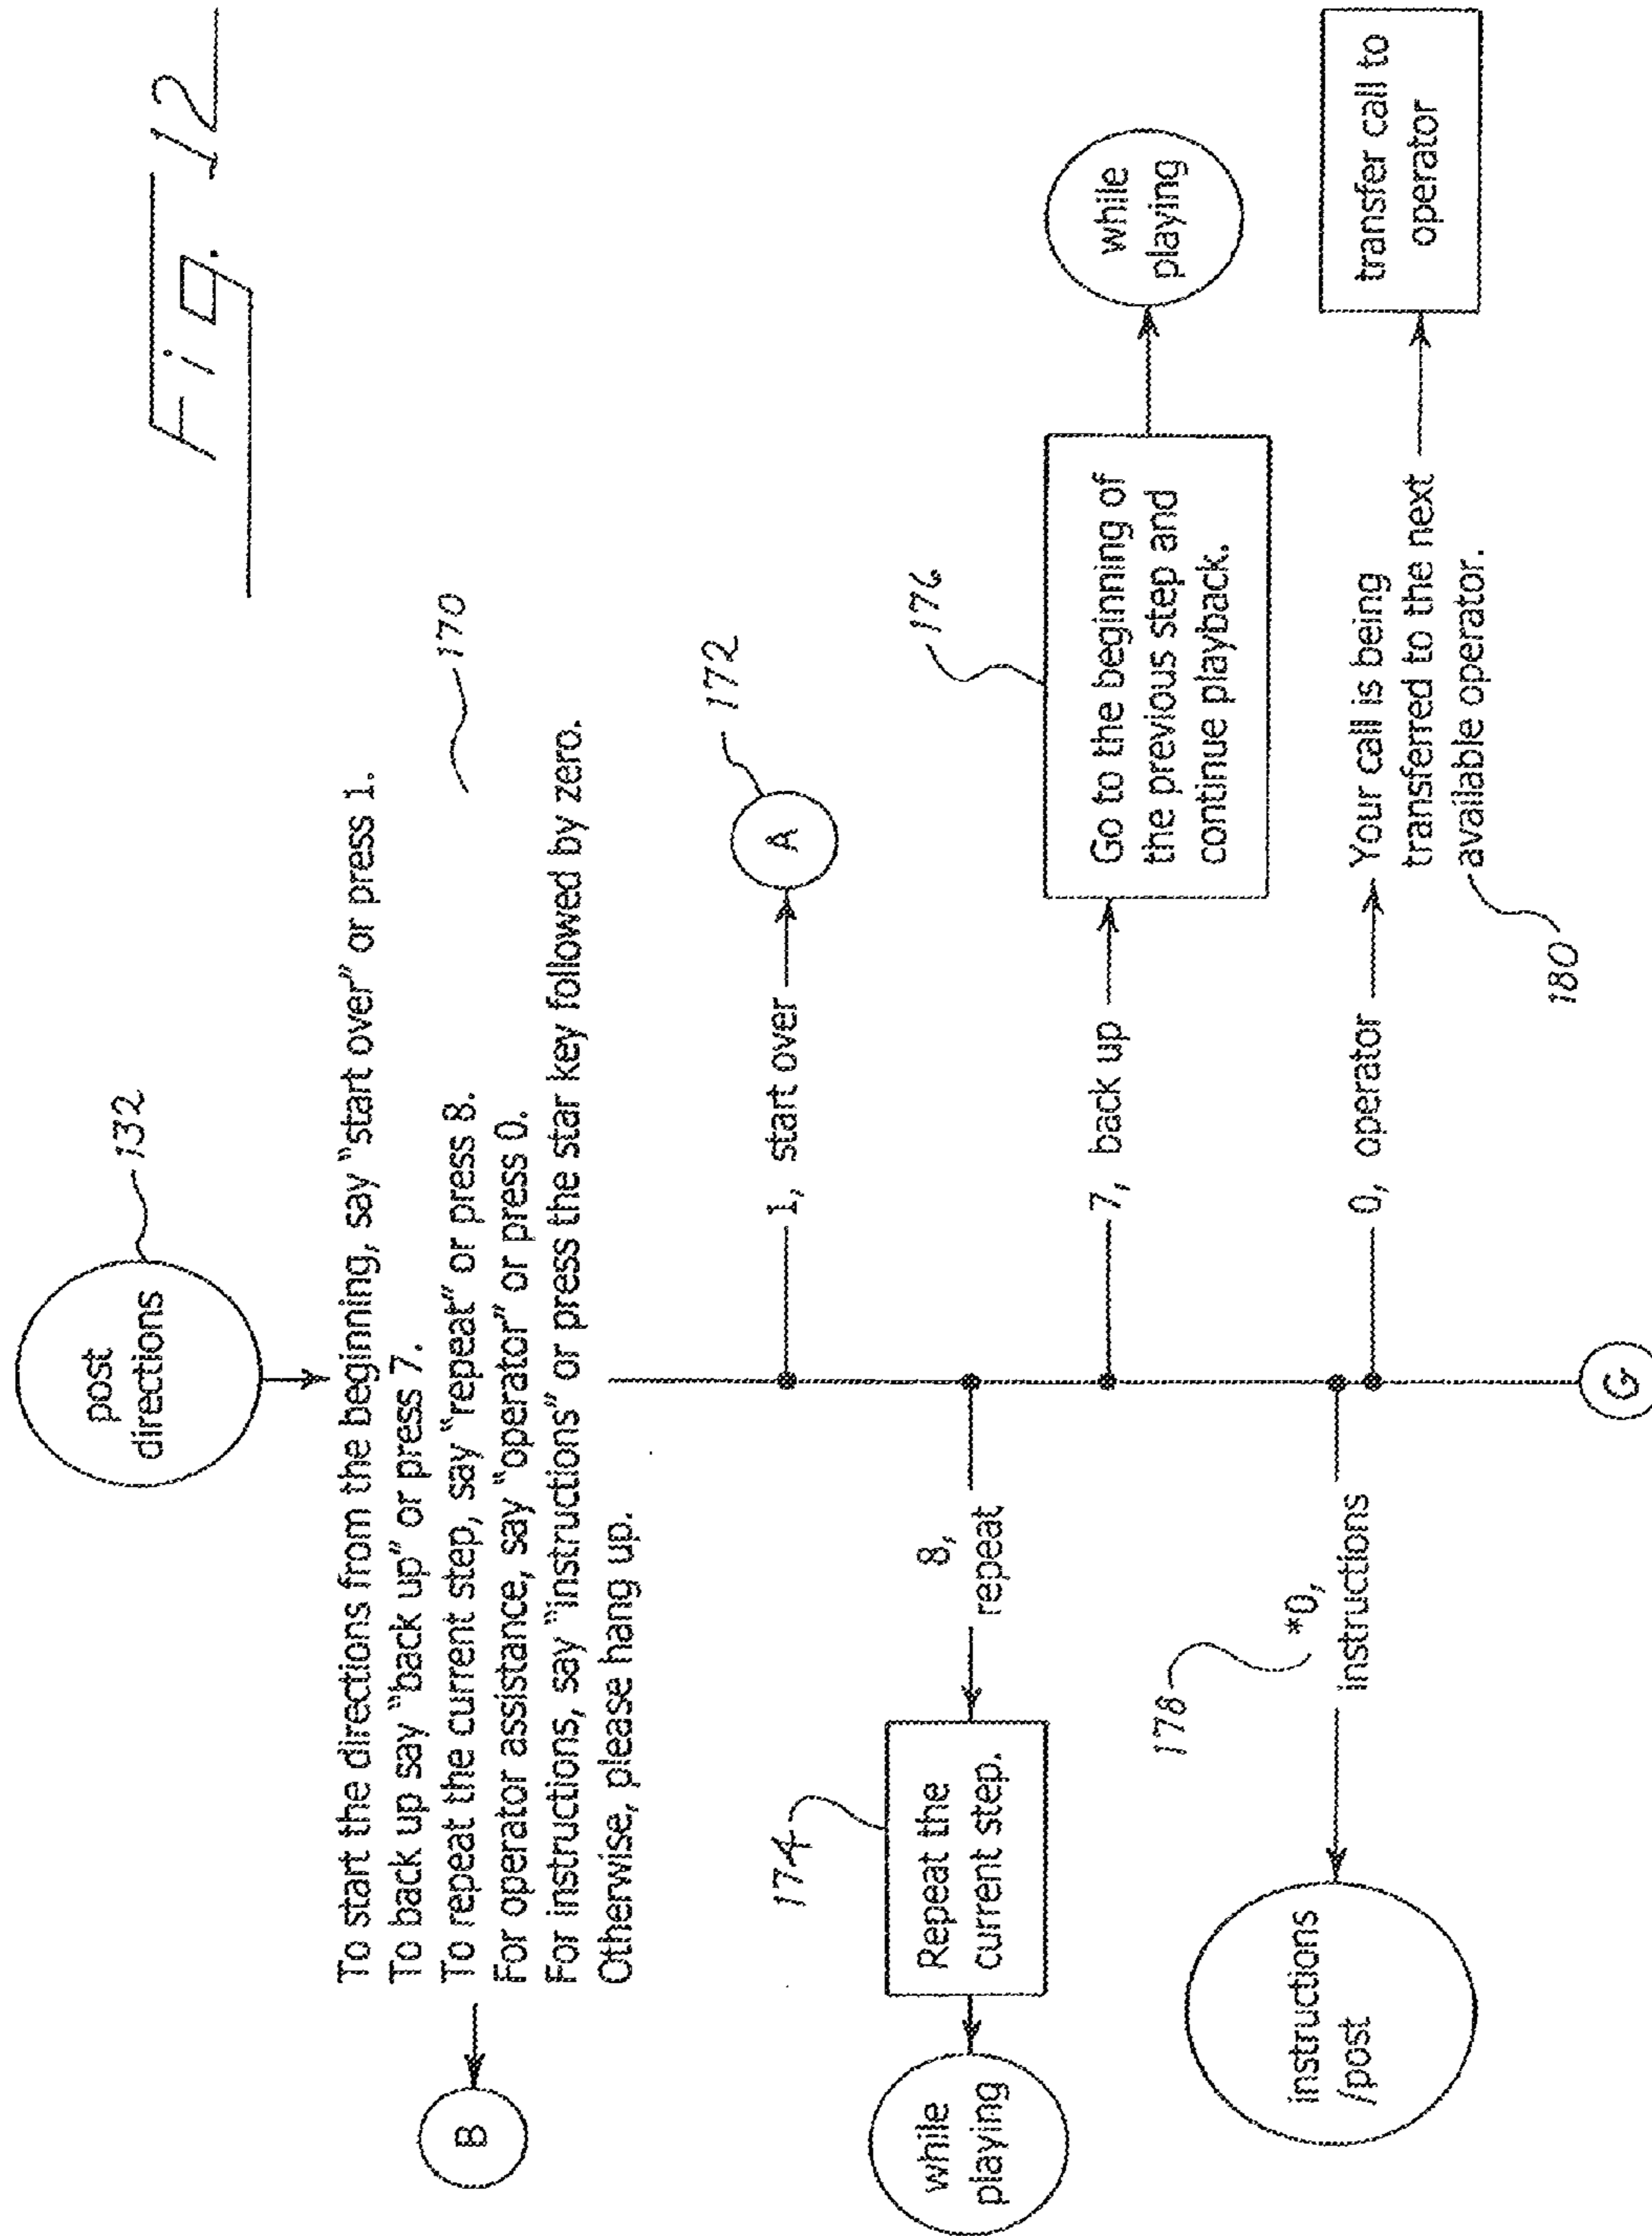 Fig. 12
post
directions
132
To start the directions from the beginning, say "start over" or press 1.
To back up say "back up" or press 7.
To repeat the current step, say "repeat" or press 8.
For operator assistance, say "operator" or press 0.
For instructions, say "instructions" or press the star key followed by zero.
Otherwise, please hang up.
170
B
1, start over
A
172
8,
repeat
Repeat the
current step.
174
while
playing
7, back up
Go to the beginning of
the previous step and
continue playback.
176
while
playing
*0,
instructions
178
instructions
/post
0, operator
Your call is being
transferred to the next
available operator.
180
transfer call to
operator
G